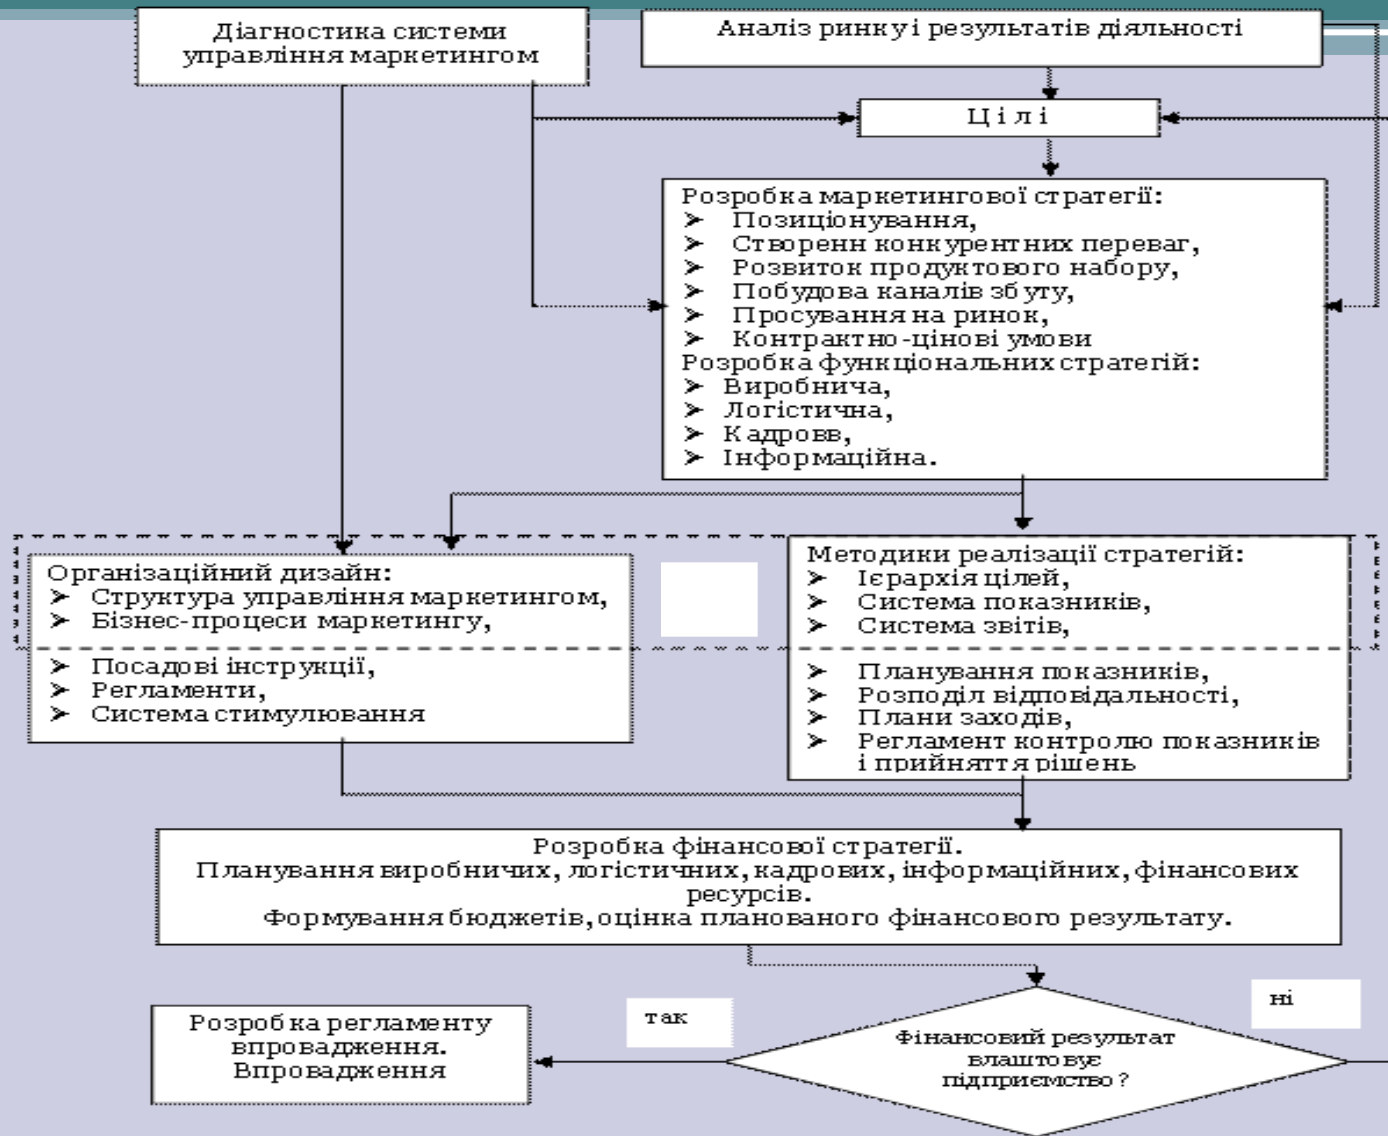 Діагностика системи
управління маркетингом
Аналіз ринку і результатів діяльності
Цілі
Розробка маркетингової стратегії:
➢ Позиціонування,
➢ Створенн конкурентних переваг,
➢ Розвиток продуктового набору,
➢ Побудова каналів збуту,
➢ Просування на ринок,
➢ Контрактно-цінові умови
Розробка функціональних стратегій:
➢ Виробнича,
➢ Логістична,
➢ Кадровв,
➢ Інформаційна.
Організаційний дизайн:
➢ Структура управління маркетингом,
➢ Бізнес-процеси маркетингу,
➢ Посадові інструкції,
➢ Регламенти,
➢ Система стимулювання
Методики реалізації стратегій:
➢ Ієрархія цілей,
➢ Система показників,
➢ Система звітів,
➢ Планування показників,
➢ Розподіл відповідальності,
➢ Плани заходів,
➢ Регламент контролю показників
і прийняття рішень
Розробка фінансової стратегії.
Планування виробничих, логістичних, кадрових, інформаційних, фінансових
ресурсів.
Формування бюджетів, оцінка планованого фінансового результату.
Розробка регламенту
впровадження.
Впровадження
так
Фінансовий результат
влаштовує
підприємство?
ні